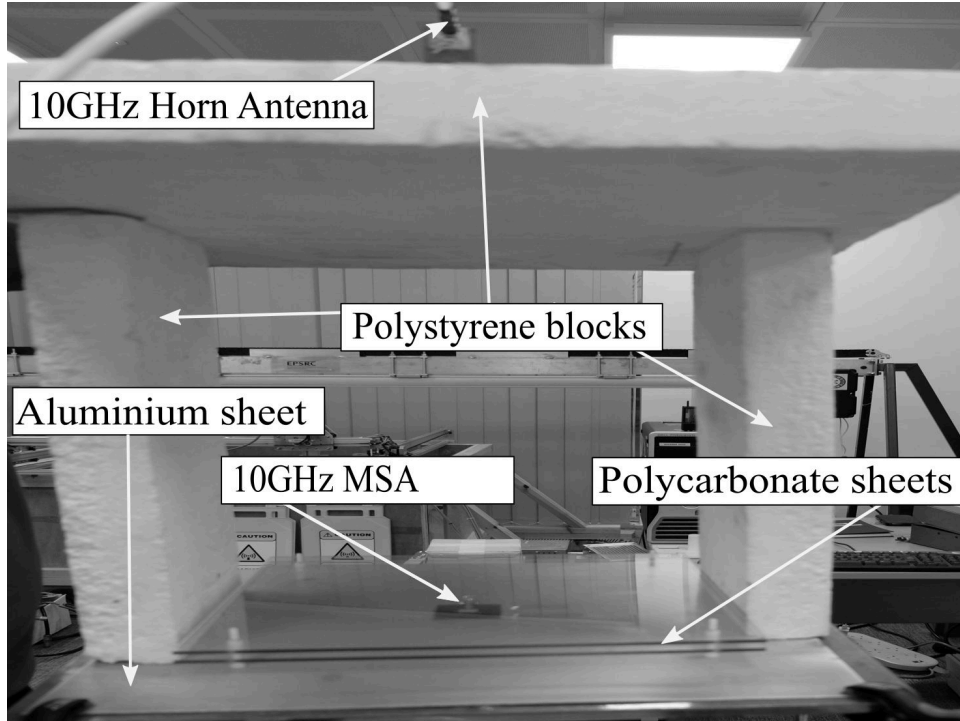 10GHz Horn Antenna
Polystyrene blocks
EPSRC
Aluminium sheet
10GHz MSA
Polycarbonate sheets
CAUTION
CAUTION